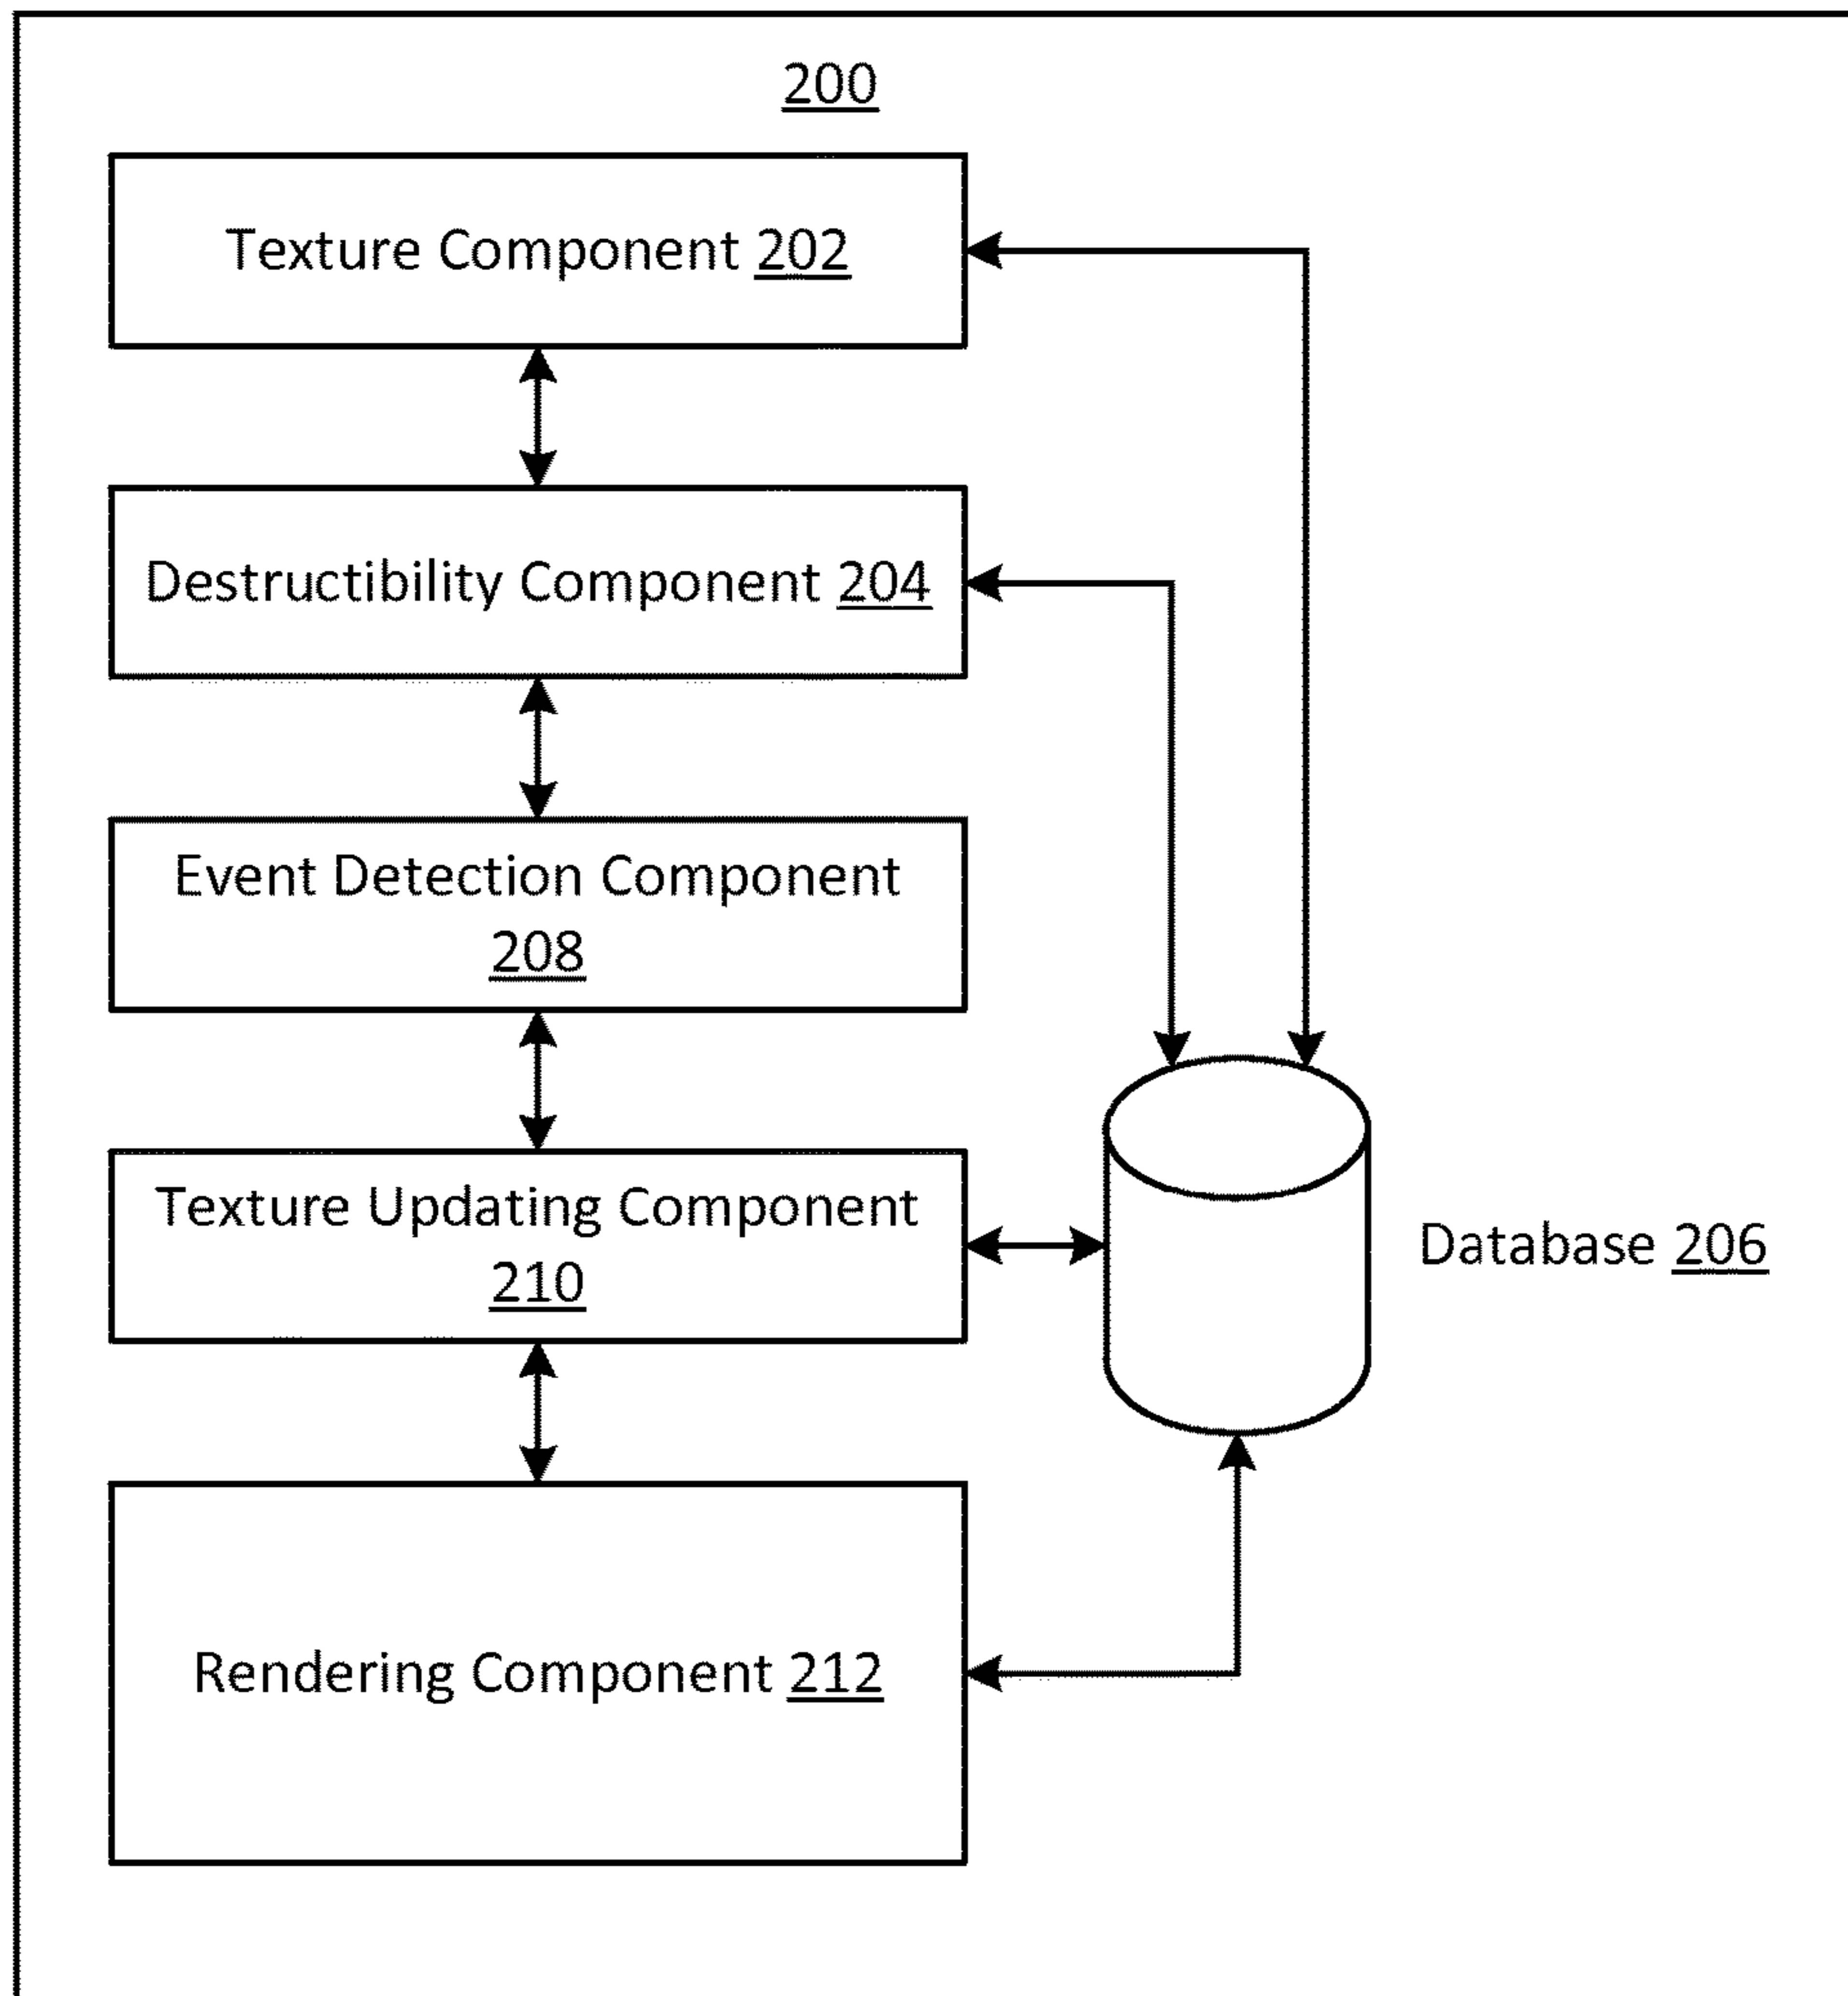 200
Texture Component 202
Destructibility Component 204
Event Detection Component
208
Texture Updating Component
210
Database 206
Rendering Component 212